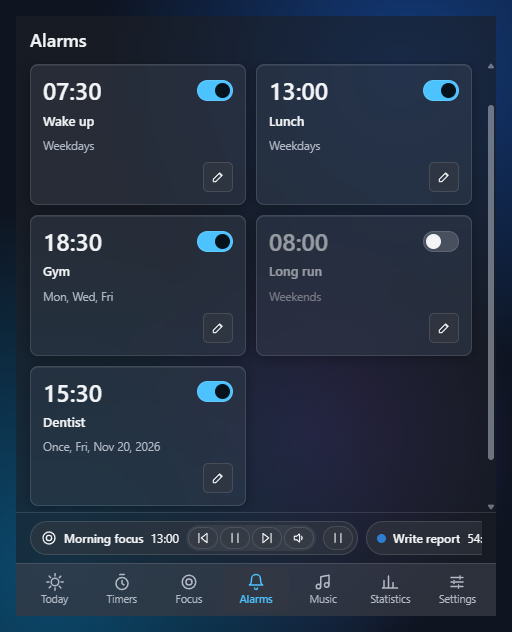 Alarms
07:30
Wake up
Weekdays
13:00
Lunch
Weekdays
18:30
Gym
Mon, Wed, Fri
08:00
Long run
Weekends
15:30
Dentist
Once, Fri, Nov 20, 2026
Morning focus 13:00
Write report 54:
Today Timers Focus Alarms Music Statistics Settings